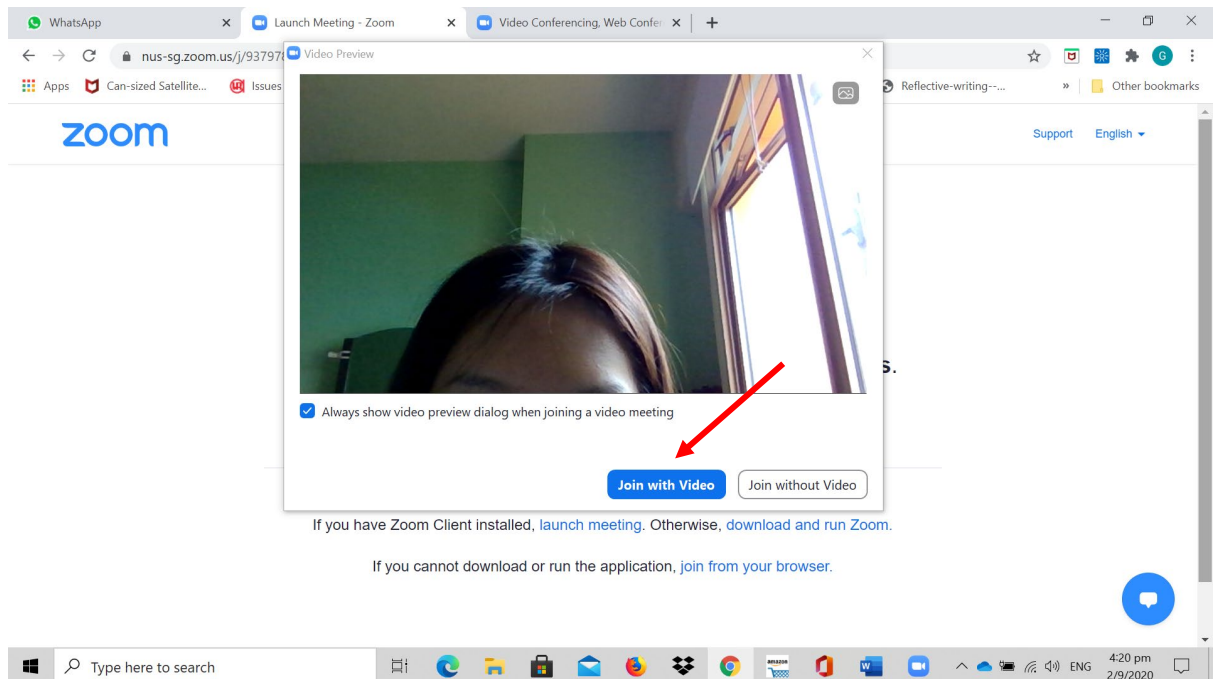 WhatsApp
Launch Meeting - Zoom
Video Conferencing, Web Confe
nus-sg.zoom.us/j/93797
G
Apps
Can-sized Satellite...
Issues
Reflective-writing--...
»
Other bookmarks
Video Preview
zoom
Support
English
s.
Always show video preview dialog when joining a video meeting
Join with Video
Join without Video
If you have Zoom Client installed, launch meeting. Otherwise, download and run Zoom.
If you cannot download or run the application, join from your browser.
Type here to search
amazon
ENG
4:20 pm
2/9/2020